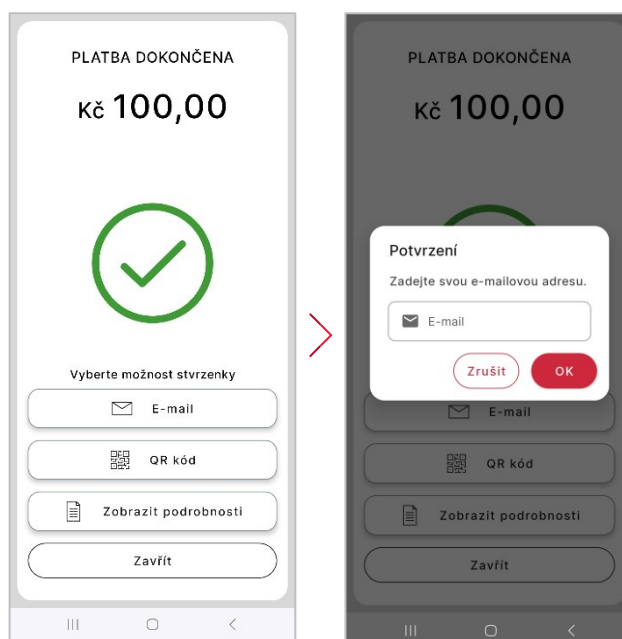 PLATBA DOKONČENA
Kč 100,00
Vyberte možnost stvrzenky
E-mail
QR kód
Zobrazit podrobnosti
Zavřít
PLATBA DOKONČENA
Kč 100,00
Potvrzení
Zadejte svou e-mailovou adresu.
E-mail
Zrušit OK
E-mail
QR kód
Zobrazit podrobnosti
Zavřít